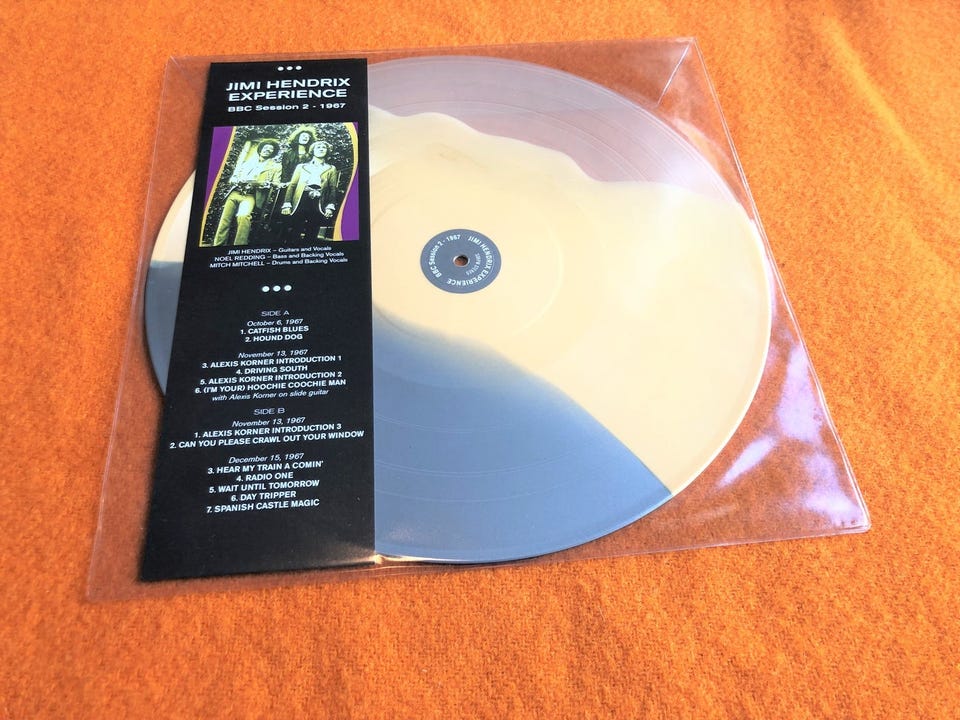 JIMI HENDRIX
EXPERIENCE
BBC Session 2 - 1967
JIMI HENDRIX – Guitars and Vocals
NOEL REDDING – Bass and Backing Vocals
MITCH MITCHELL – Drums and Backing Vocals
SIDE A
October 6, 1967
1. CATFISH BLUES
2. HOUND DOG
November 13, 1967
3. ALEXIS KORNER INTRODUCTION 1
4. DRIVING SOUTH
5. ALEXIS KORNER INTRODUCTION 2
6. (I'M YOUR) HOOCHIE COOCHIE MAN
with Alexis Korner on slide guitar
SIDE B
November 13, 1967
1. ALEXIS KORNER INTRODUCTION 3
2. CAN YOU PLEASE CRAWL OUT YOUR WINDOW
December 15, 1967
3. HEAR MY TRAIN A COMIN'
4. RADIO ONE
5. WAIT UNTIL TOMORROW
6. DAY TRIPPER
7. SPANISH CASTLE MAGIC
JIMI HENDRIX EXPERIENCE
BBC Session 2 - 1967